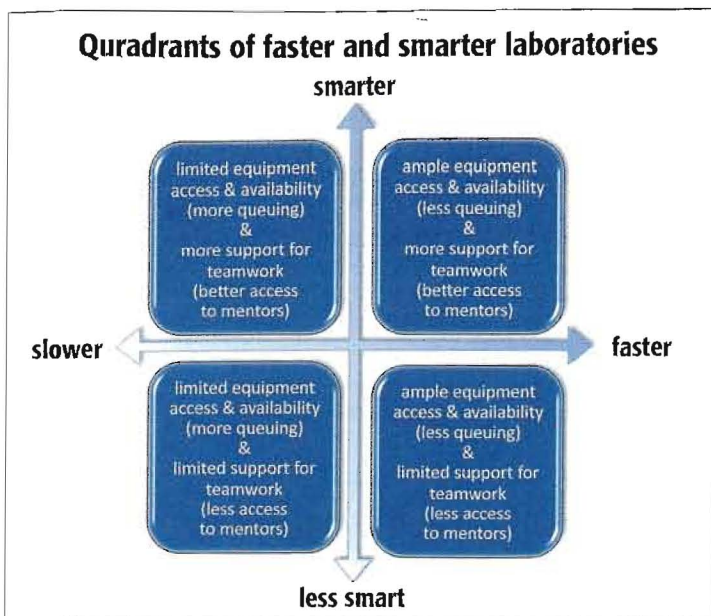 Quradrants of faster and smarter laboratories
smarter
limited equipment
access & availability
(more queuing)
&
more support for
teamwork
(better access
to mentors)
ample equipment
access & availability
(less queuing)
&
more support for
teamwork
(better access
to mentors)
slower
faster
limited equipment
access & availability
(more queuing)
&
limited support for
teamwork
(less access
to mentors)
ample equipment
access & availability
(less queuing)
&
limited support for
teamwork
(less access
to mentors)
less smart